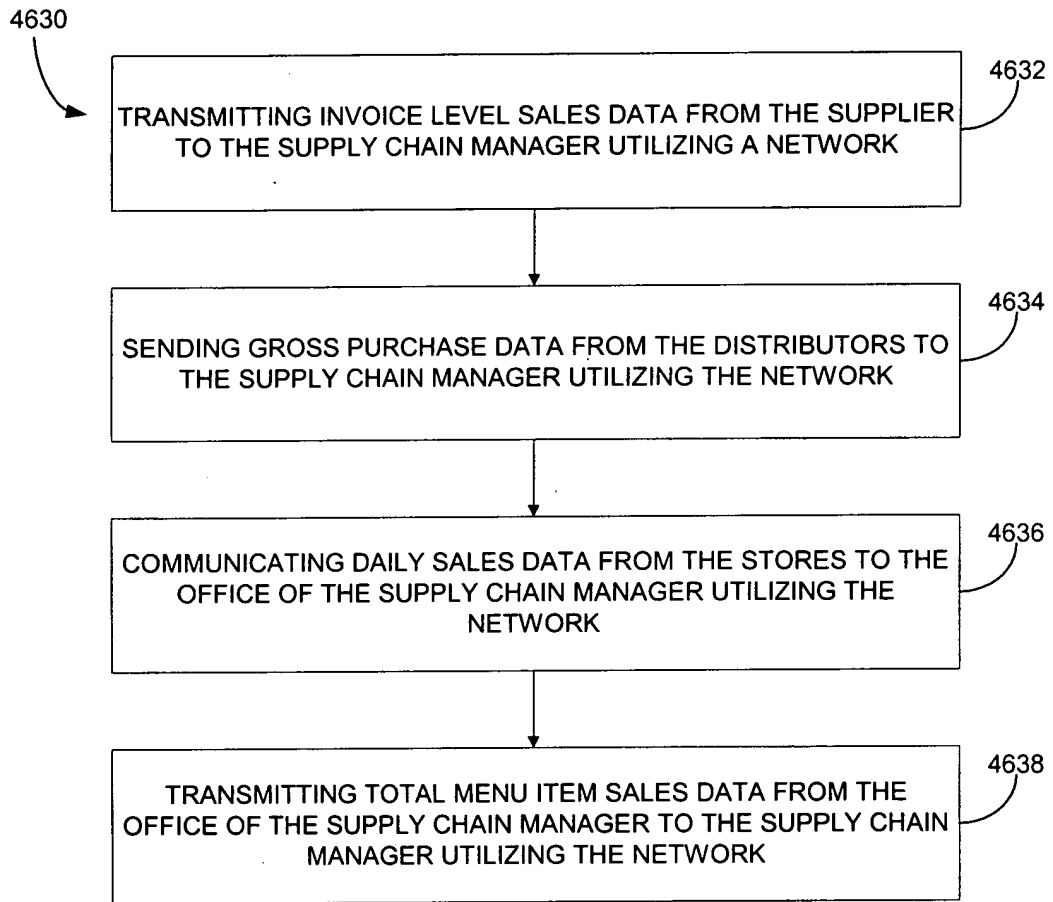 4630
4632
TRANSMITTING INVOICE LEVEL SALES DATA FROM THE SUPPLIER
TO THE SUPPLY CHAIN MANAGER UTILIZING A NETWORK
4634
SENDING GROSS PURCHASE DATA FROM THE DISTRIBUTORS TO
THE SUPPLY CHAIN MANAGER UTILIZING THE NETWORK
4636
COMMUNICATING DAILY SALES DATA FROM THE STORES TO THE
OFFICE OF THE SUPPLY CHAIN MANAGER UTILIZING THE
NETWORK
4638
TRANSMITTING TOTAL MENU ITEM SALES DATA FROM THE
OFFICE OF THE SUPPLY CHAIN MANAGER TO THE SUPPLY CHAIN
MANAGER UTILIZING THE NETWORK